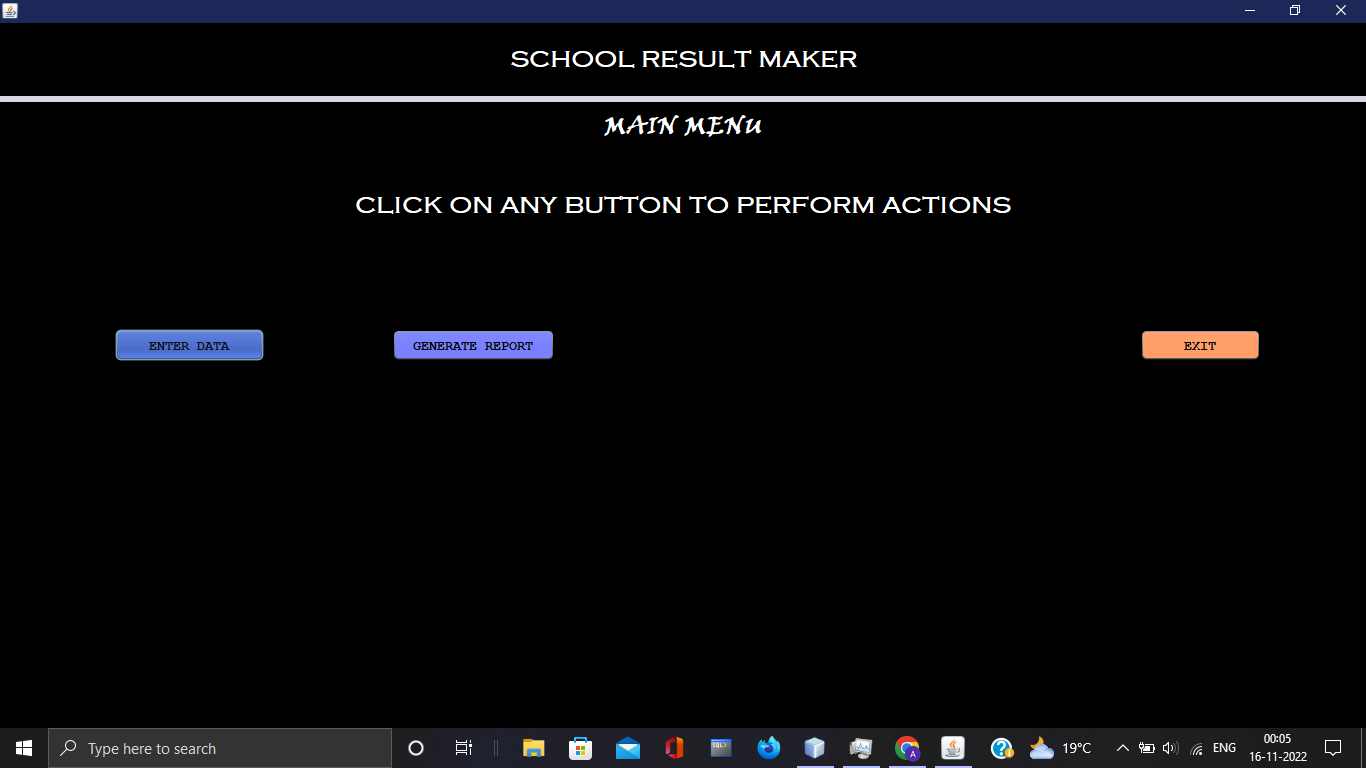 SCHOOL RESULT MAKER
MAIN MENU
CLICK ON ANY BUTTON TO PERFORM ACTIONS
ENTER DATA
GENERATE REPORT
EXIT
Type here to search
SQL>
A
19°C
ENG
00:05
16-11-2022